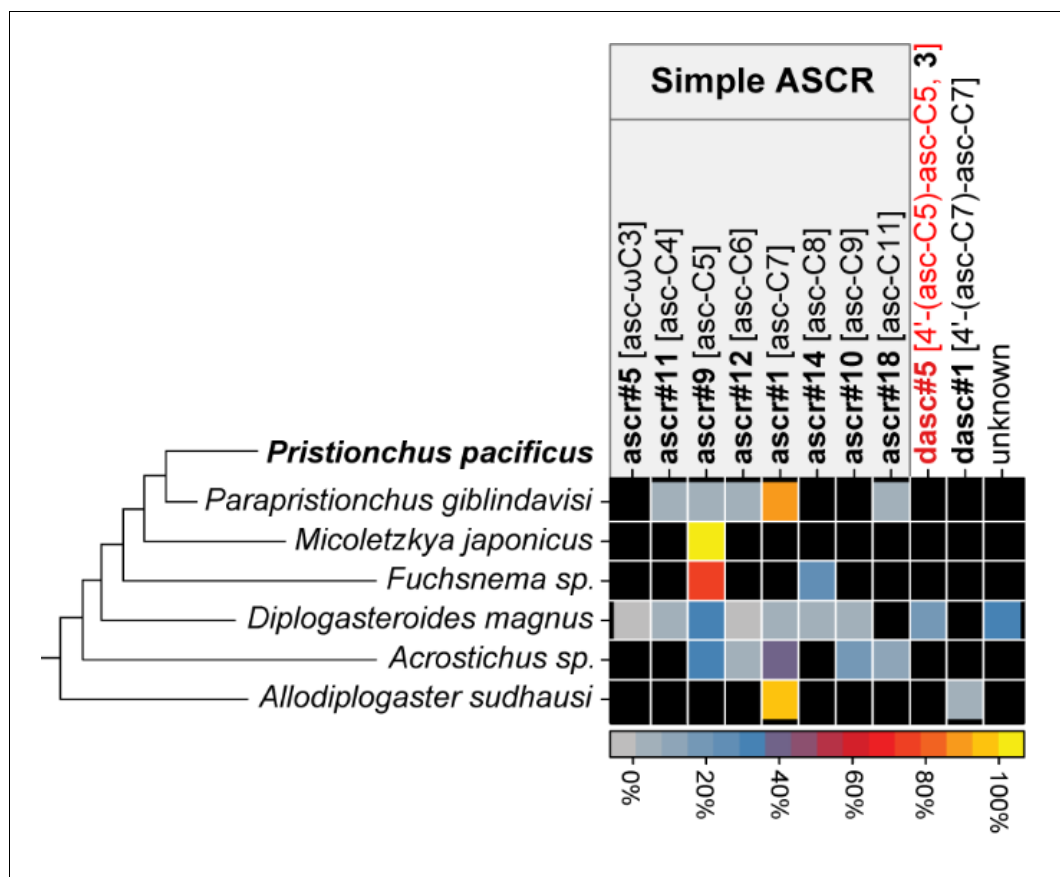 Simple ASCR
ascr#5 [asc-ωC3]
ascr#11 [asc-C4]
ascr#9 [asc-C5]
ascr#12 [asc-C6]
ascr#1 [asc-C7]
ascr#14 [asc-C8]
ascr#10 [asc-C9]
ascr#18 [asc-C11]
dasc#5 [4'-(asc-C5)-asc-C5, 3]
dasc#1 [4'-(asc-C7)-asc-C7]
unknown
Pristionchus pacificus
Parapristionchus giblindavisi
Micoletzkya japonicus
Fuchsnema sp.
Diplogasteroides magnus
Acrostichus sp.
Allodiplogaster sudhausi
0%
20%
40%
60%
80%
100%